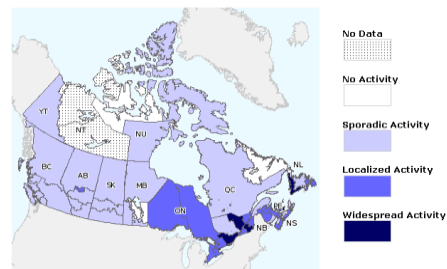 No Data
No Activity
YT
NT
NU
Sporadic Activity
NL
BC
AB
SK
MB
QC
Localized Activity
ON
PE
NB
NS
Widespread Activity